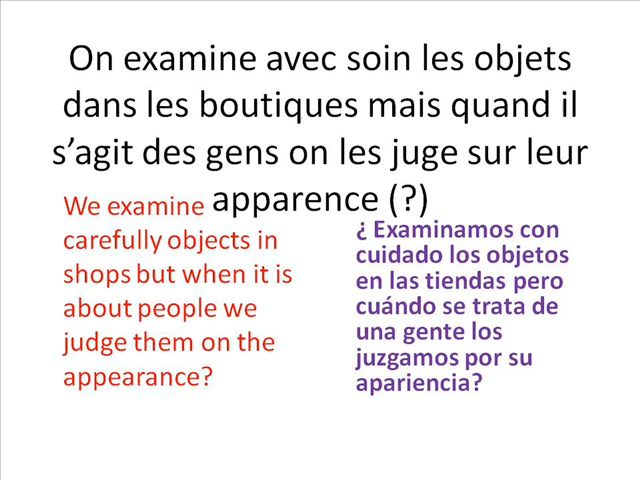 On examine avec soin les objets
dans les boutiques mais quand il
s’agit des gens on les juge sur leur
apparence (?)
We examine
carefully objects in
shops but when it is
about people we
judge them on the
appearance?
¿ Examinamos con
cuidado los objetos
en las tiendas pero
cuándo se trata de
una gente los
juzgamos por su
apariencia?